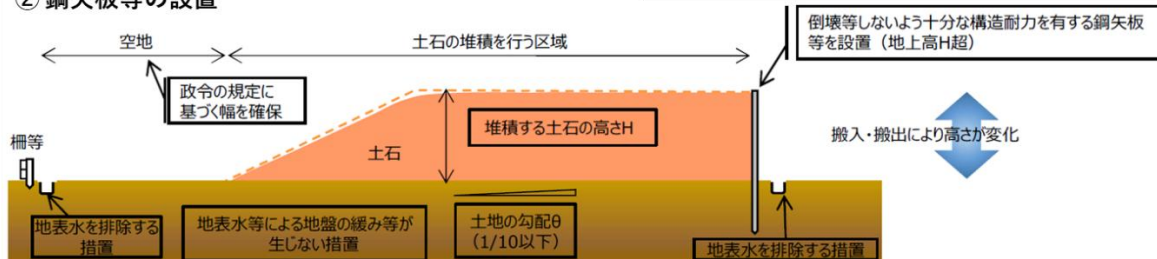 ② 鋼矢板等の設置
倒壊等しないよう十分な構造耐力を有する鋼矢板
等を設置（地上高H超）
空地
土石の堆積を行う区域
政令の規定に
基づく幅を確保
堆積する土石の高さH
搬入・搬出により高さが変化
柵等
土石
地表水を排除する
措置
地表水等による地盤の緩み等が
生じない措置
土地の勾配θ
（1/10以下）
地表水を排除する措置